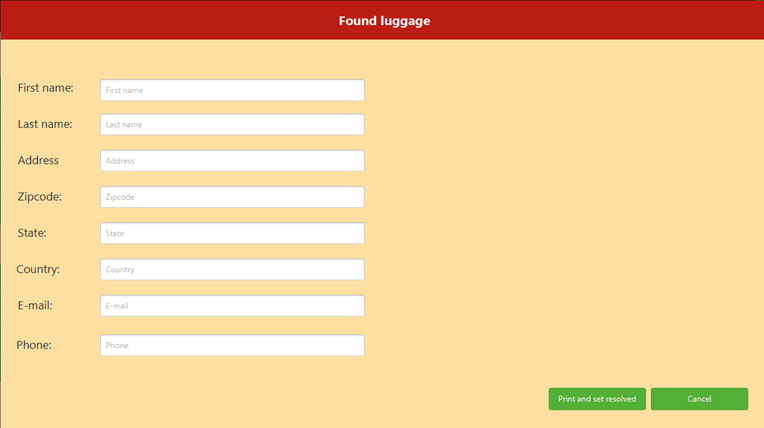 Found luggage
First name: First name
Last name: Last name
Address Address
Zipcode: Zipcode
State: State
Country: Country
E-mail: E-mail
Phone: Phone
Print and set resolved Cancel